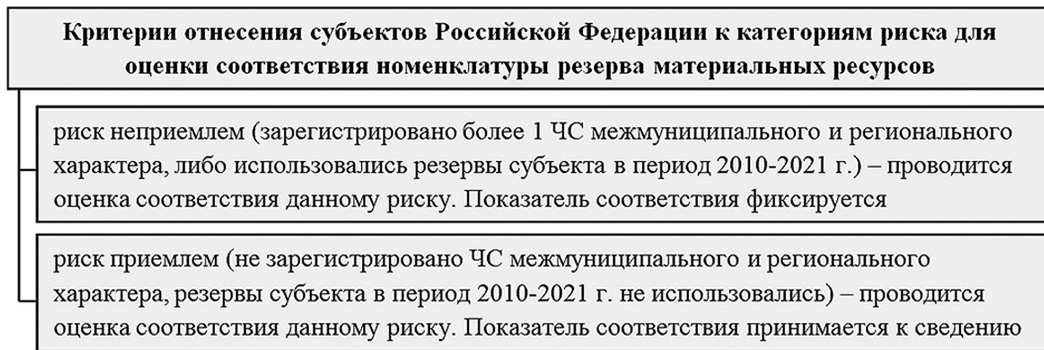 Критерии отнесения субъектов Российской Федерации к категориям риска для
оценки соответствия номенклатуры резерва материальных ресурсов
риск неприемлем (зарегистрировано более 1 ЧС межмуниципального и регионального
характера, либо использовались резервы субъекта в период 2010-2021 г.) – проводится
оценка соответствия данному риску. Показатель соответствия фиксируется
риск приемлем (не зарегистрировано ЧС межмуниципального и регионального
характера, резервы субъекта в период 2010-2021 г. не использовались) – проводится
оценка соответствия данному риску. Показатель соответствия принимается к сведению